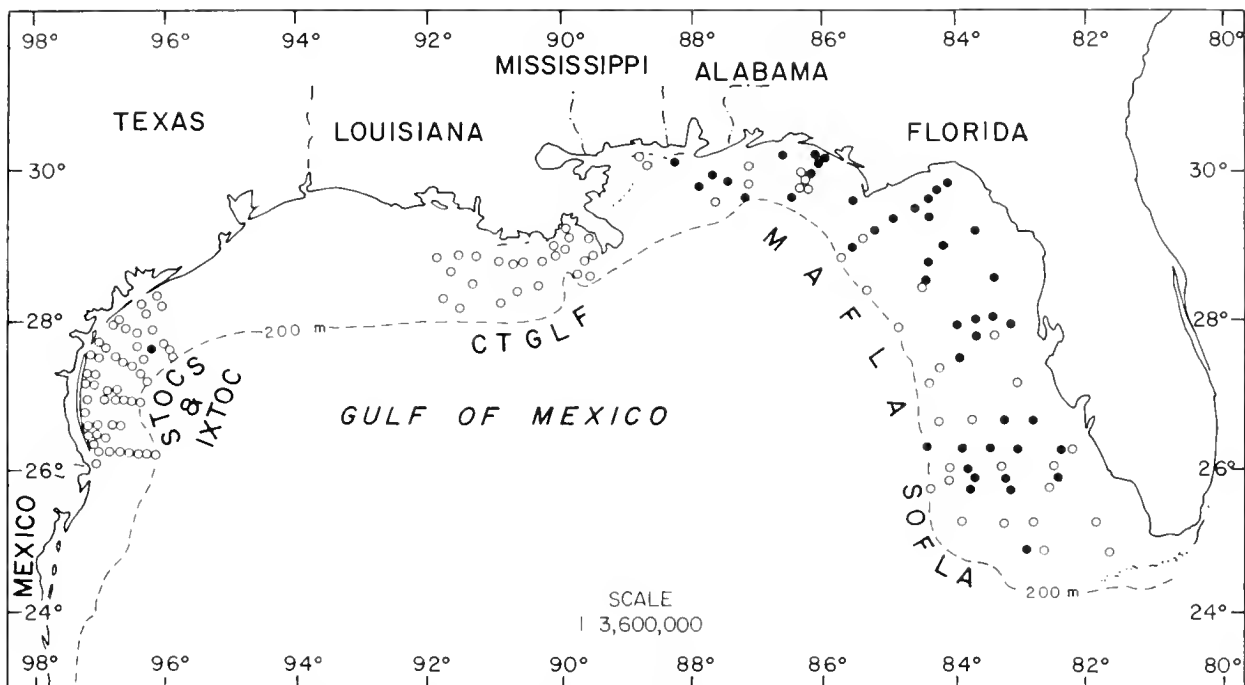 98° 96° 94° 90° 88° 86° 84° 82° 80°
MISSISSIPPI
ALABAMA
TEXAS
LOUISIANA
FLORIDA
30°
30°
28°
28°
200 m
CTGLF
MAFLA
STOCS
&
IXTOC
GULF OF MEXICO
26°
26°
SOFLA
MEXICO
200 m
24°
24°
SCALE
1 3,600,000
98° 96° 94° 92° 90° 88° 86° 84° 82° 80°